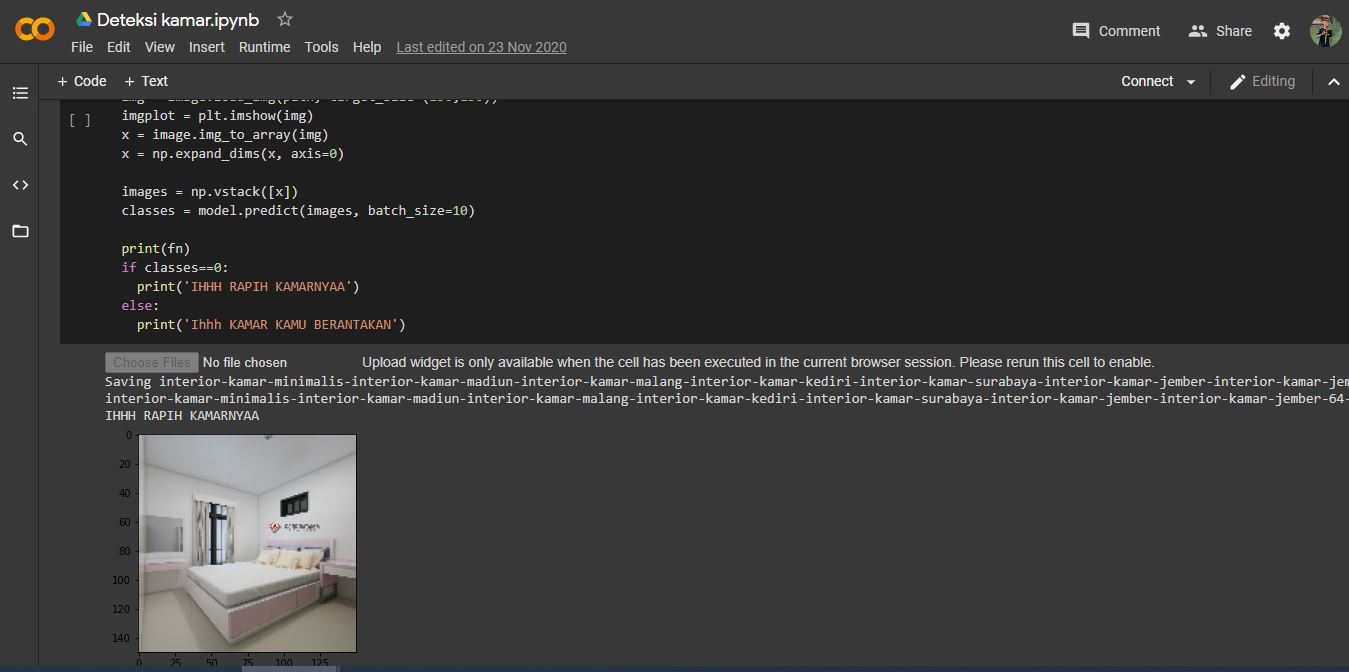 Deteksi kamar.ipynb
File Edit View Insert Runtime Tools Help Last edited on 23 Nov 2020
Comment Share
+ Code + Text
Connect Editing
[ ]
imgplot = plt.imshow(img)
x = image.img_to_array(img)
x = np.expand_dims(x, axis=0)
images = np.vstack([x])
classes = model.predict(images, batch_size=10)
print(fn)
if classes==0:
print('IHHH RAPIH KAMARNYAA')
else:
print('Ihhh KAMAR KAMU BERANTAKAN')
Choose Files No file chosen Upload widget is only available when the cell has been executed in the current browser session. Please rerun this cell to enable.
Saving interior-kamar-minimalis-interior-kamar-madiun-interior-kamar-malang-interior-kamar-kediri-interior-kamar-surabaya-interior-kamar-jember-interior-kamar-jem
interior-kamar-minimalis-interior-kamar-madiun-interior-kamar-malang-interior-kamar-kediri-interior-kamar-surabaya-interior-kamar-jember-interior-kamar-jember-64-
IHHH RAPIH KAMARNYAA
0
20
40
60
80
100
120
140
0 25 50 75 100 125